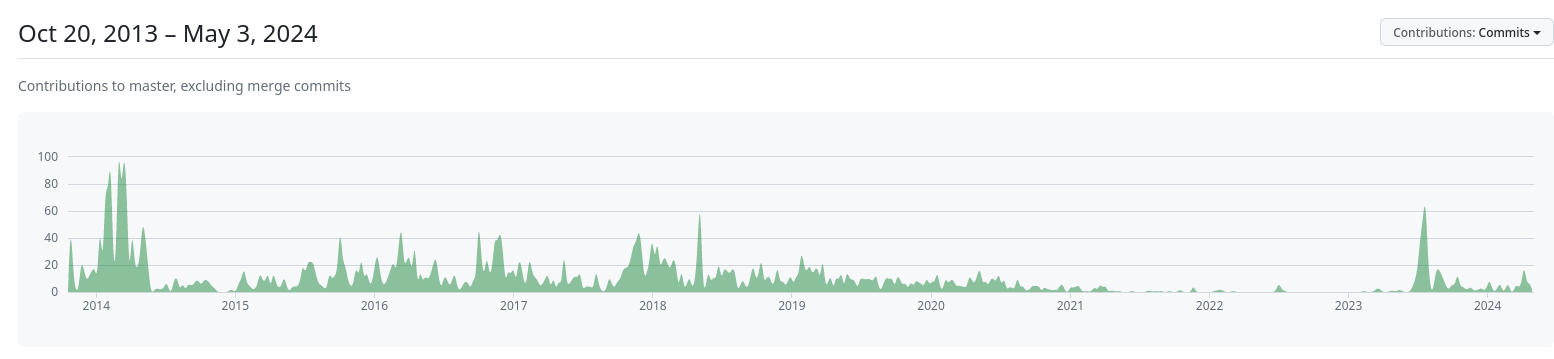 Oct 20, 2013 – May 3, 2024
Contributions: Commits
Contributions to master, excluding merge commits
100
80
60
40
20
0
2014 2015 2016 2017 2018 2019 2020 2021 2022 2023 2024